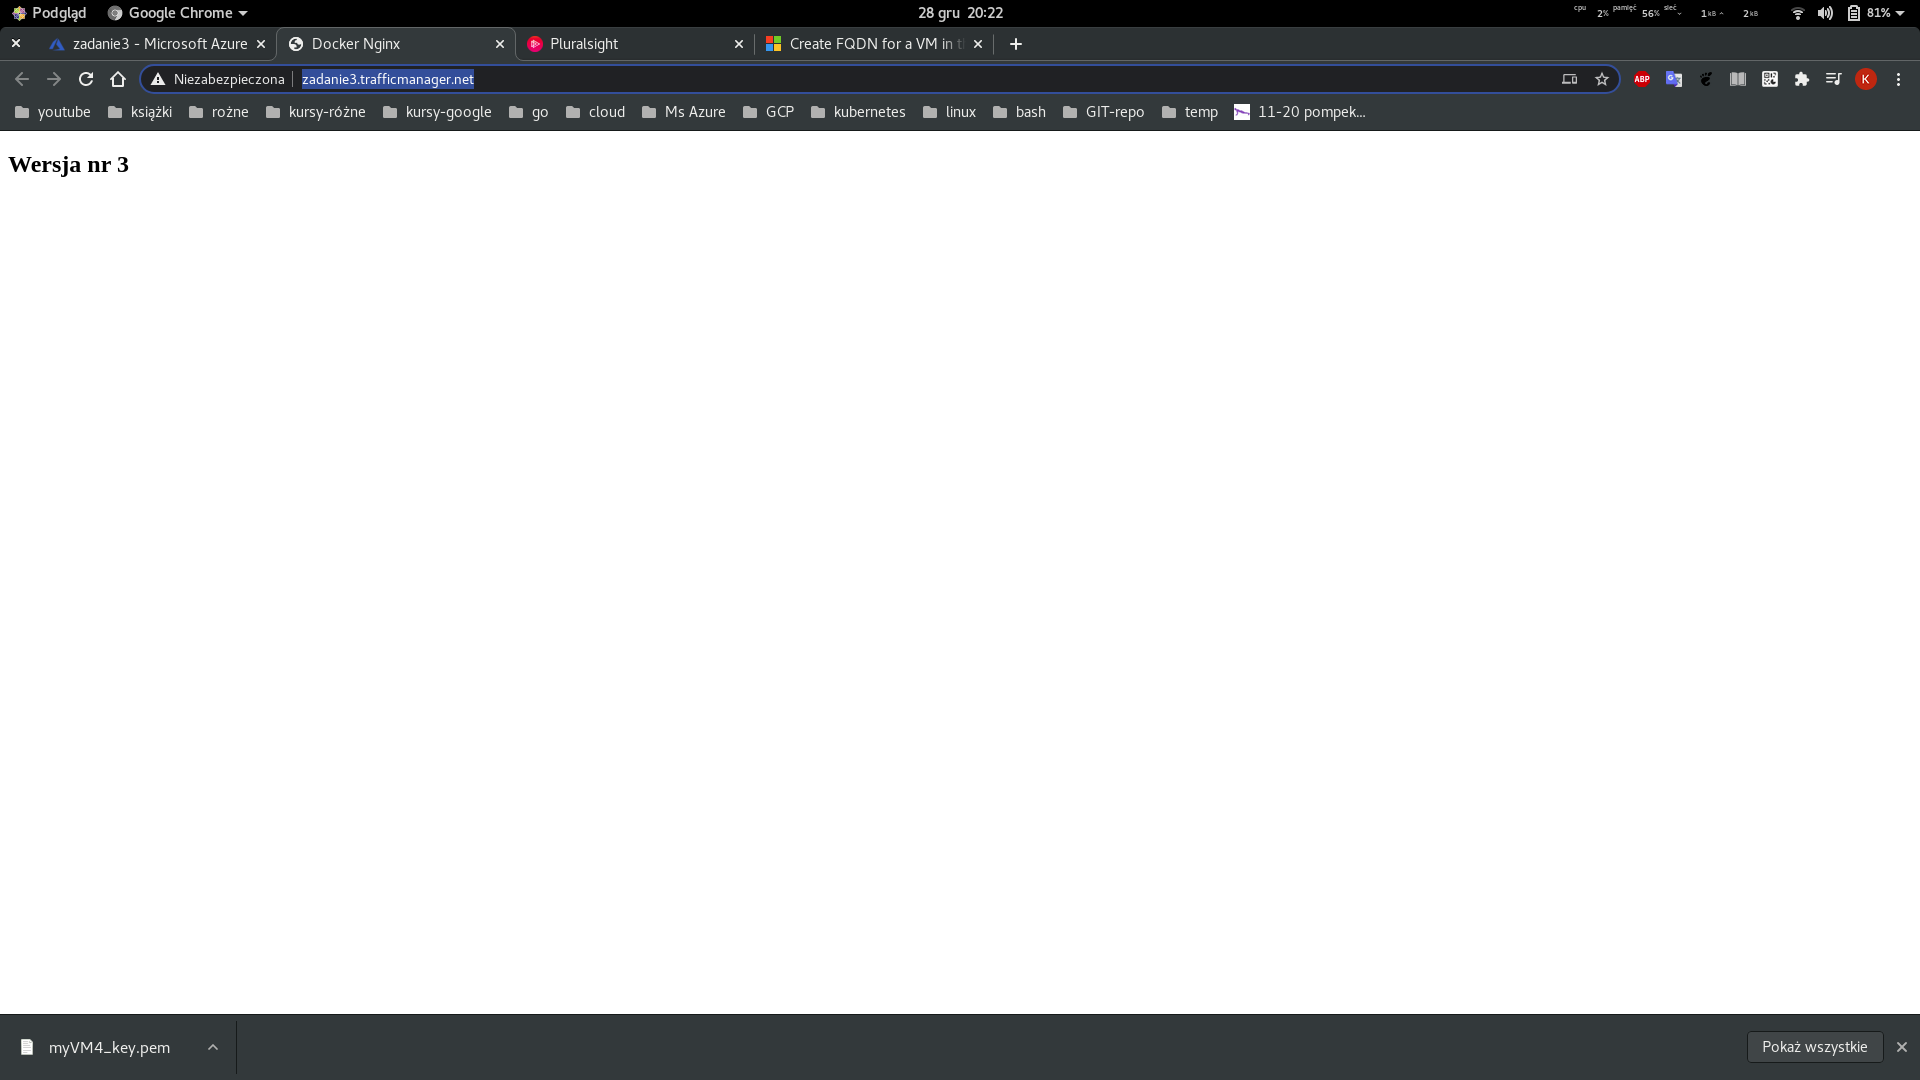 Podgląd Google Chrome 28 gru 20:22 cpu 2% pamięć 56% sieć 1 kB 2 kB 81%
zadanie3 - Microsoft Azure Docker Nginx Pluralsight Create FQDN for a VM in t
Niezabezpieczona zadanie3.trafficmanager.net ABP K
youtube książki rożne kursy-różne kursy-google go cloud Ms Azure GCP kubernetes linux bash GIT-repo temp 11-20 pompek...
Wersja nr 3
myVM4_key.pem Pokaż wszystkie